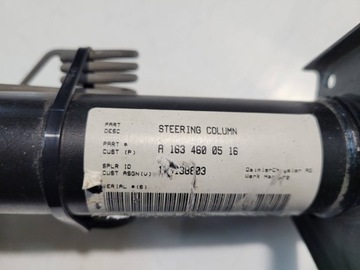 PART
DESC STEERING COLUMN
PART #
CUST (P) A 163 460 05 16
SPLR ID
CUST ASGN(V) DaimlerChrysler AG
Werk Hamburg
SERIAL #(S)